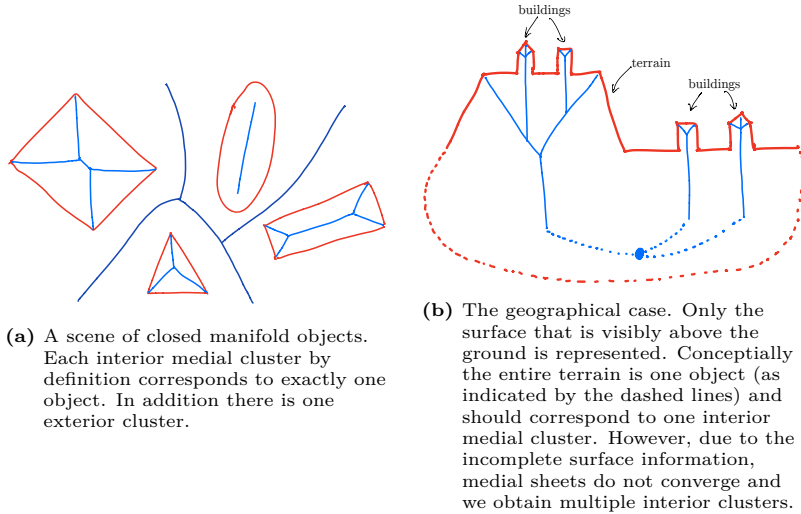 buildings
terrain
buildings
(a) A scene of closed manifold objects.
Each interior medial cluster by
definition corresponds to exactly one
object. In addition there is one
exterior cluster.
(b) The geographical case. Only the
surface that is visibly above the
ground is represented. Conceptially
the entire terrain is one object (as
indicated by the dashed lines) and
should correspond to one interior
medial cluster. However, due to the
incomplete surface information,
medial sheets do not converge and
we obtain multiple interior clusters.